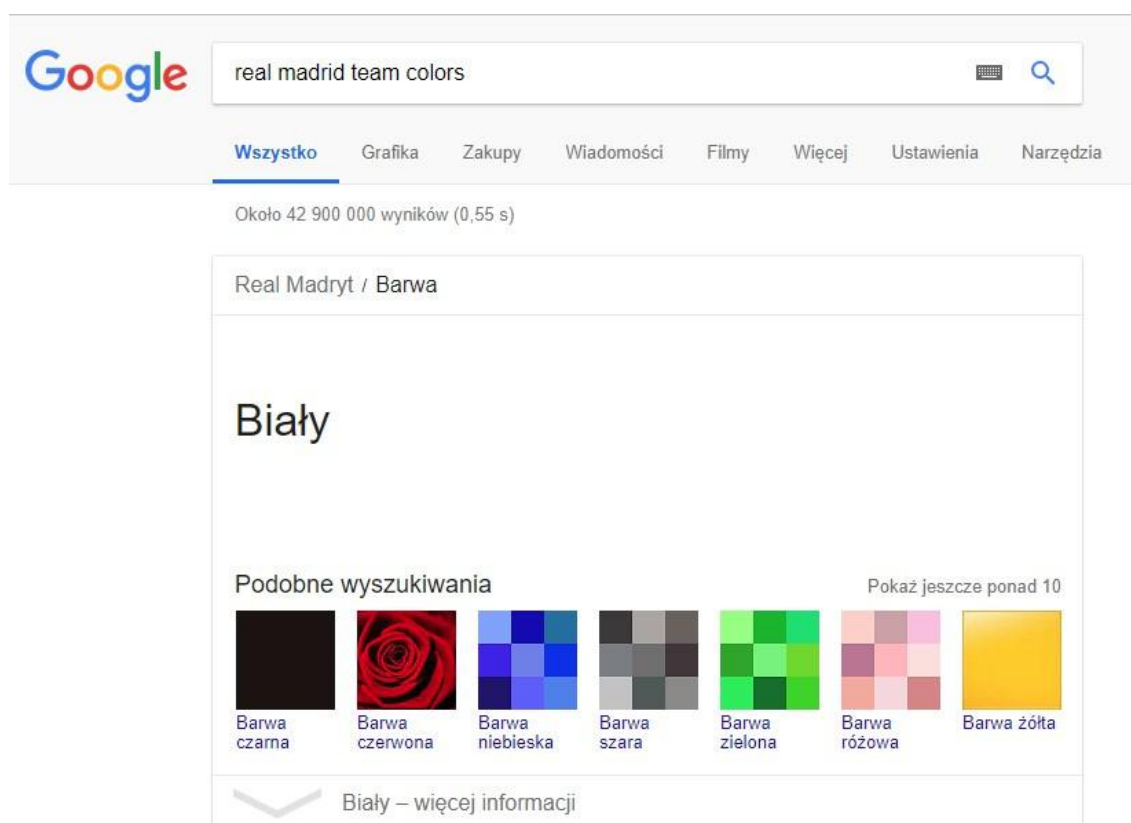 Google
real madrid team colors
Wszystko Grafika Zakupy Wiadomości Filmy Więcej Ustawienia Narzędzia
Około 42 900 000 wyników (0,55 s)
Real Madryt / Barwa
Biały
Podobne wyszukiwania Pokaż jeszcze ponad 10
Barwa czarna
Barwa czerwona
Barwa niebieska
Barwa szara
Barwa zielona
Barwa różowa
Barwa żółta
Biały – więcej informacji